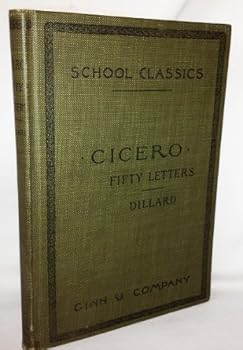 SCHOOL CLASSICS
· CICERO ·
FIFTY LETTERS
DILLARD
GINN & COMPANY